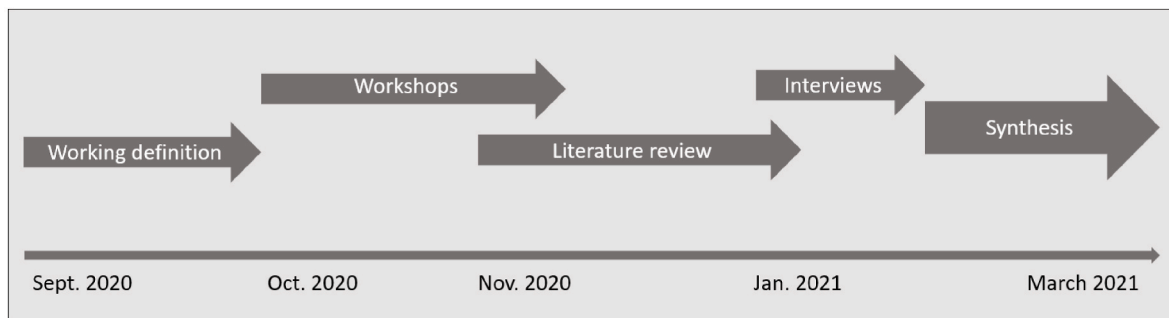 Workshops
Interviews
Working definition
Literature review
Synthesis
Sept. 2020
Oct. 2020
Nov. 2020
Jan. 2021
March 2021